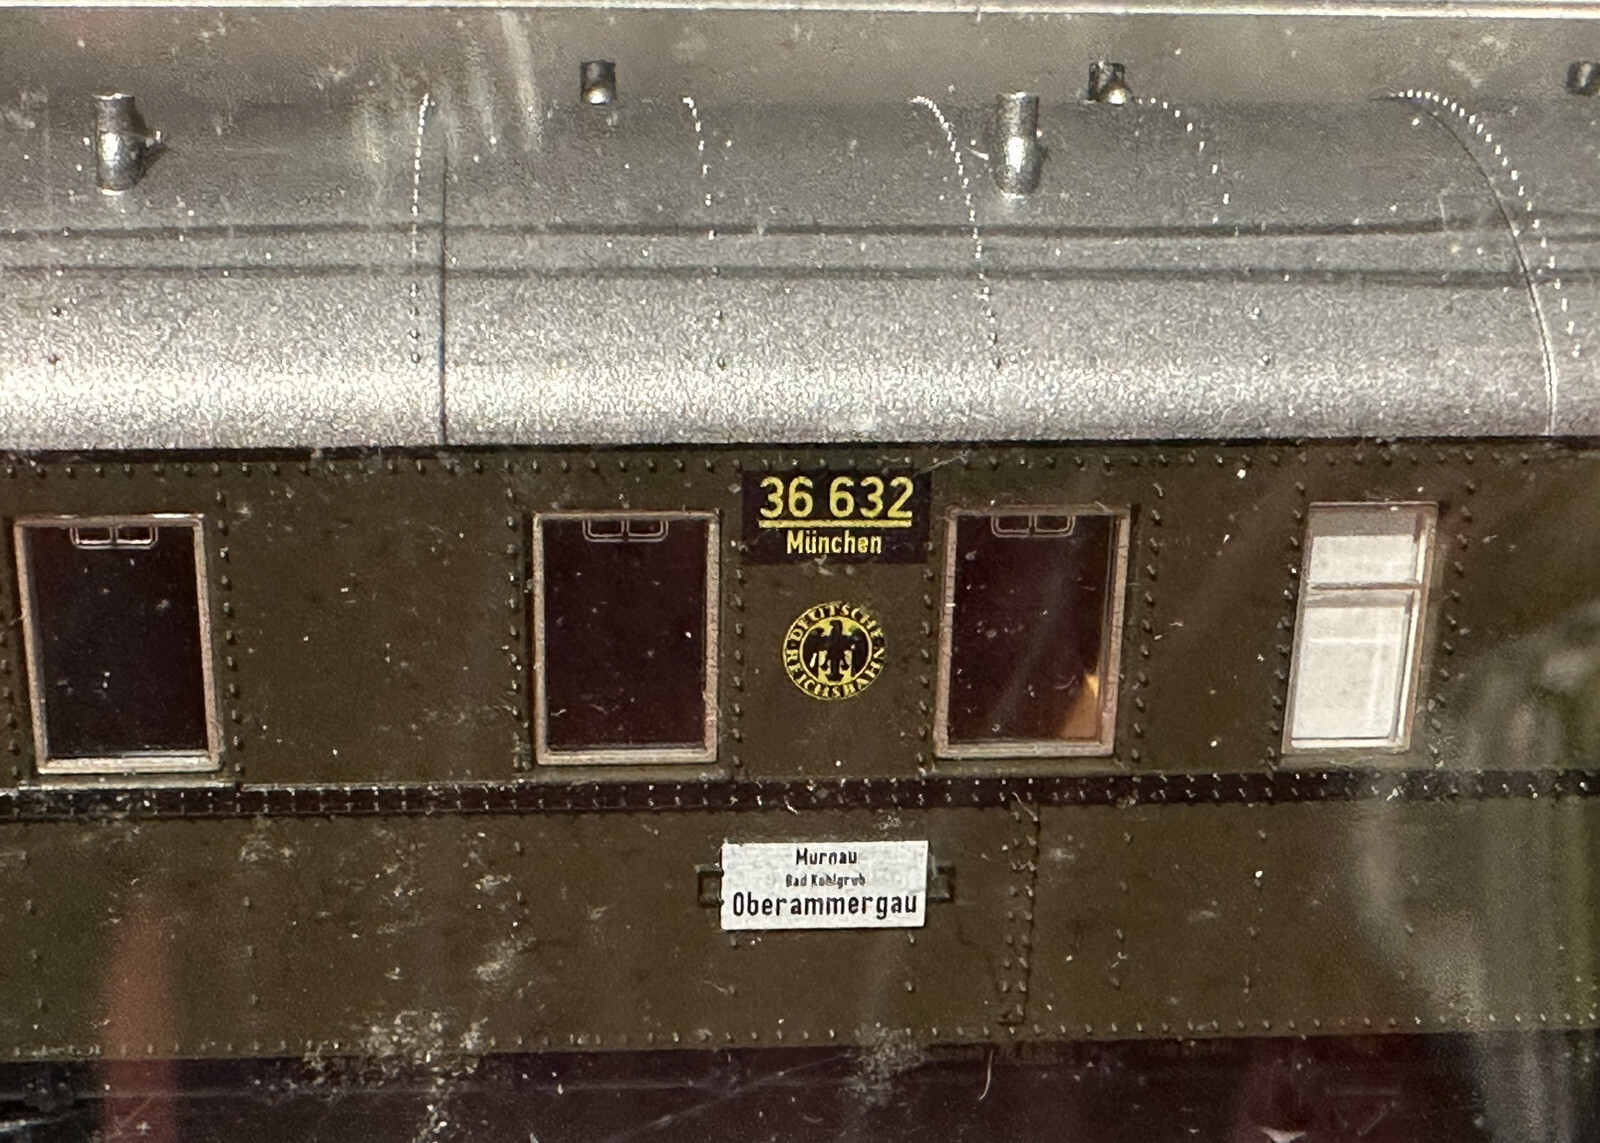 36 632
München
DEUTSCHE
REICHSBAHN
Murnau
Bad Kohlgrub
Oberammergau